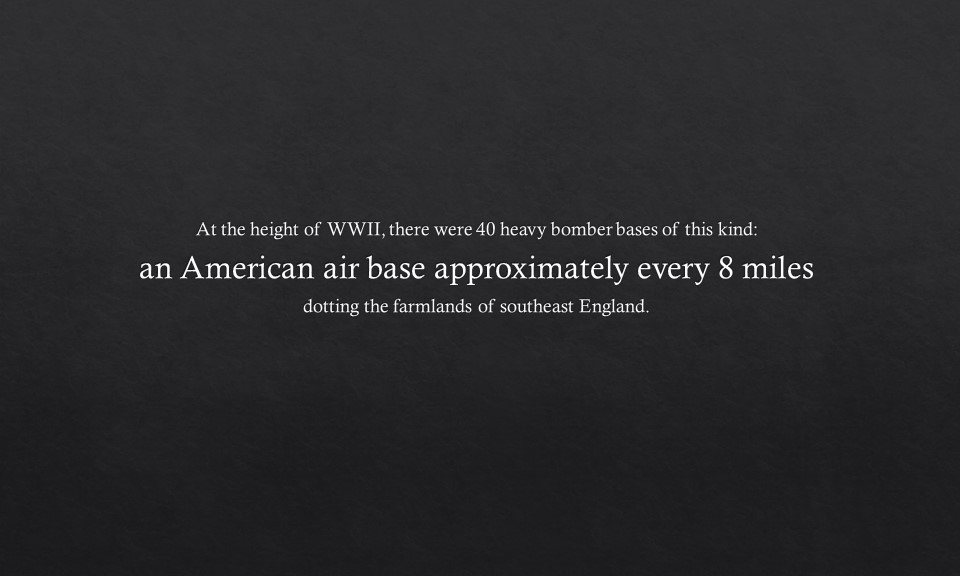 At the height of WWII, there were 40 heavy bomber bases of this kind:
an American air base approximately every 8 miles
dotting the farmlands of southeast England.